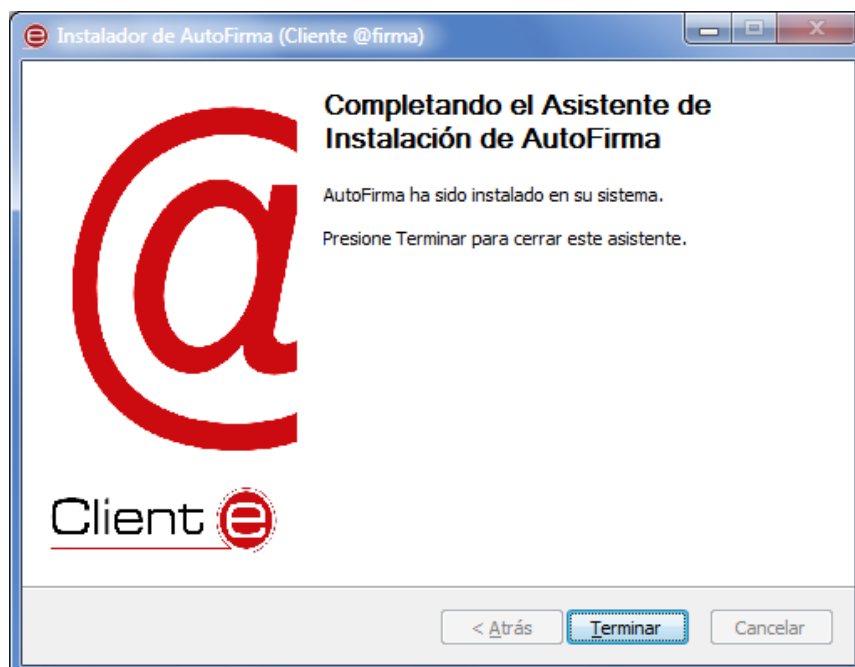 Instalador de AutoFirma (Cliente @firma)
Completando el Asistente de
Instalación de AutoFirma
AutoFirma ha sido instalado en su sistema.
Presione Terminar para cerrar este asistente.
@
Client e
< Atrás Terminar Cancelar